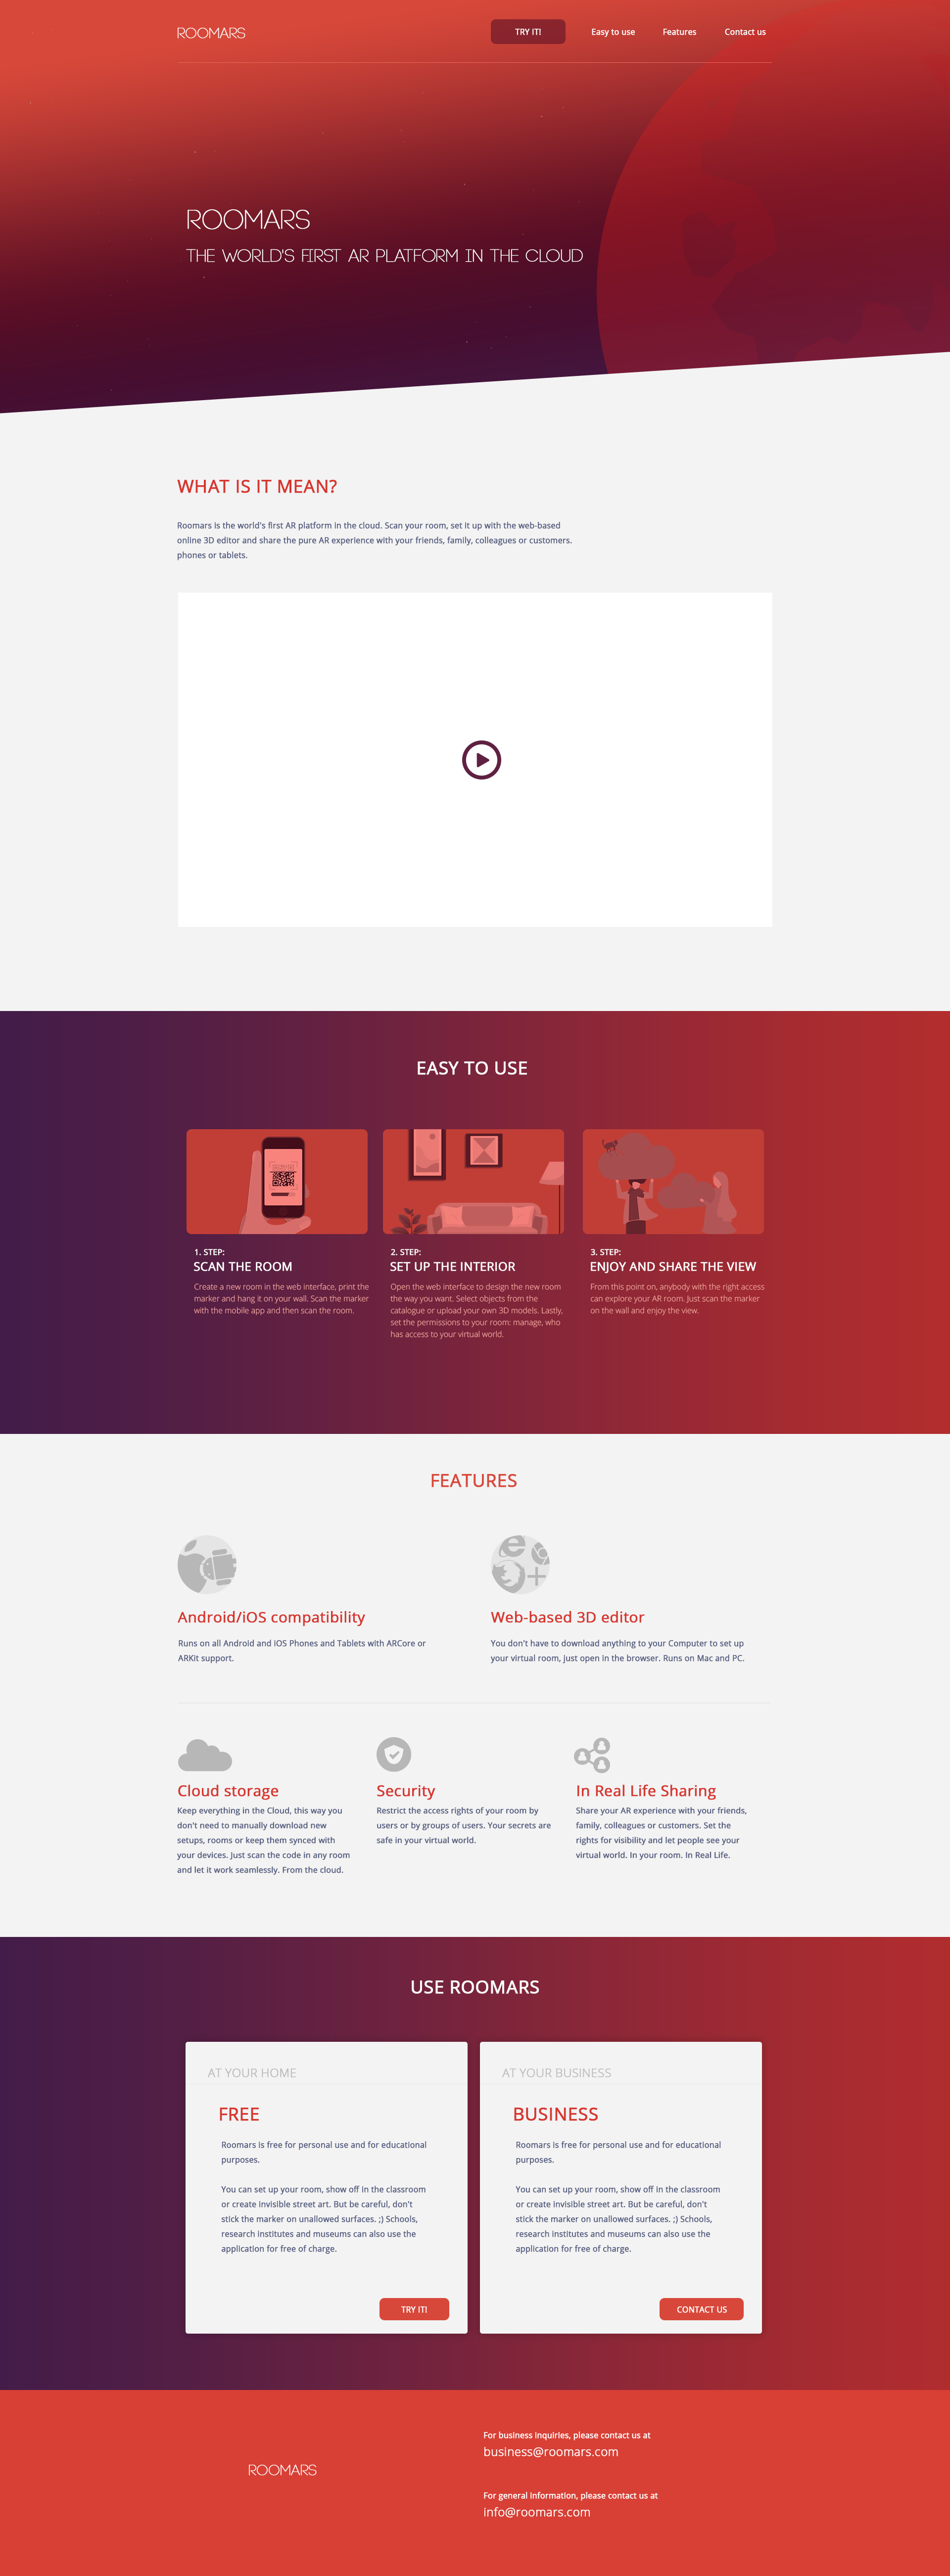 ROOMARS
TRY IT!
Easy to use
Features
Contact us
ROOMARS
THE WORLD'S FIRST AR PLATFORM IN THE CLOUD
WHAT IS IT MEAN?
Roomars is the world's first AR platform in the cloud. Scan your room, set it up with the web-based
online 3D editor and share the pure AR experience with your friends, family, colleagues or customers.
phones or tablets.
EASY TO USE
1. STEP:
SCAN THE ROOM
Create a new room in the web interface, print the
marker and hang it on your wall. Scan the marker
with the mobile app and then scan the room.
2. STEP:
SET UP THE INTERIOR
Open the web interface to design the new room
the way you want. Select objects from the
catalogue or upload your own 3D models. Lastly,
set the permissions to your room: manage, who
has access to your virtual world.
3. STEP:
ENJOY AND SHARE THE VIEW
From this point on, anybody with the right access
can explore your AR room. Just scan the marker
on the wall and enjoy the view.
FEATURES
Android/iOS compatibility
Runs on all Android and iOS Phones and Tablets with ARCore or
ARKit support.
Web-based 3D editor
You don't have to download anything to your Computer to set up
your virtual room, just open in the browser. Runs on Mac and PC.
Cloud storage
Keep everything in the Cloud, this way you
don't need to manually download new
setups, rooms or keep them synced with
your devices. Just scan the code in any room
and let it work seamlessly. From the cloud.
Security
Restrict the access rights of your room by
users or by groups of users. Your secrets are
safe in your virtual world.
In Real Life Sharing
Share your AR experience with your friends,
family, colleagues or customers. Set the
rights for visibility and let people see your
virtual world. In your room. In Real Life.
USE ROOMARS
AT YOUR HOME
FREE
Roomars is free for personal use and for educational
purposes.
You can set up your room, show off in the classroom
or create invisible street art. But be careful, don't
stick the marker on unallowed surfaces. ;) Schools,
research institutes and museums can also use the
application for free of charge.
TRY IT!
AT YOUR BUSINESS
BUSINESS
Roomars is free for personal use and for educational
purposes.
You can set up your room, show off in the classroom
or create invisible street art. But be careful, don't
stick the marker on unallowed surfaces. ;) Schools,
research institutes and museums can also use the
application for free of charge.
CONTACT US
ROOMARS
For business inquiries, please contact us at
business@roomars.com
For general information, please contact us at
info@roomars.com